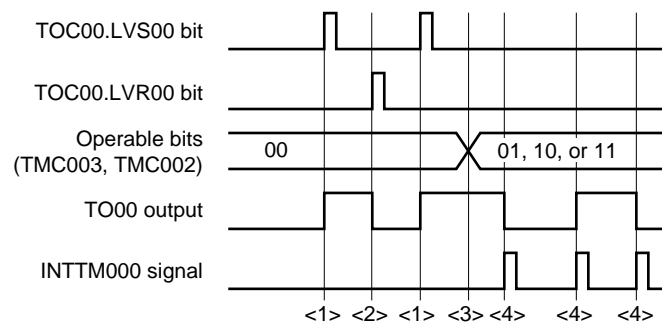 TOC00.LVS00 bit
TOC00.LVR00 bit
Operable bits
(TMC003, TMC002)
00
01, 10, or 11
TO00 output
INTTM000 signal
<1> <2> <1> <3> <4> <4> <4>